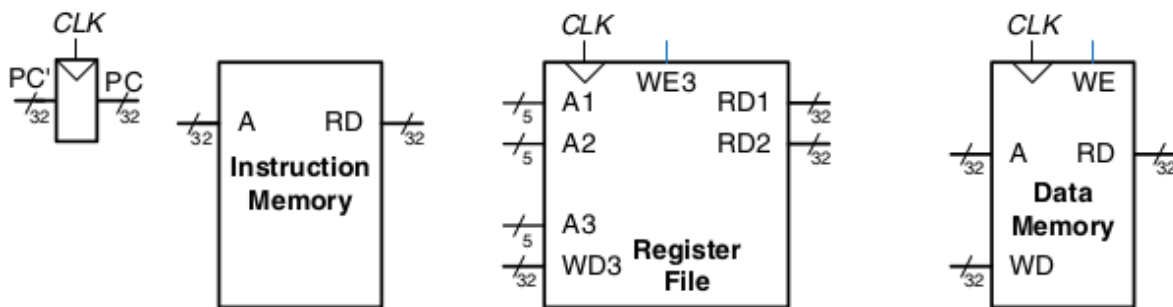 CLK
PC' PC
32 32
A RD
32 32
Instruction
Memory
CLK
WE3
A1 RD1
5 32
A2 RD2
5 32
A3
5
WD3
32
Register
File
CLK
WE
A RD
32 32
Data
Memory
WD
32